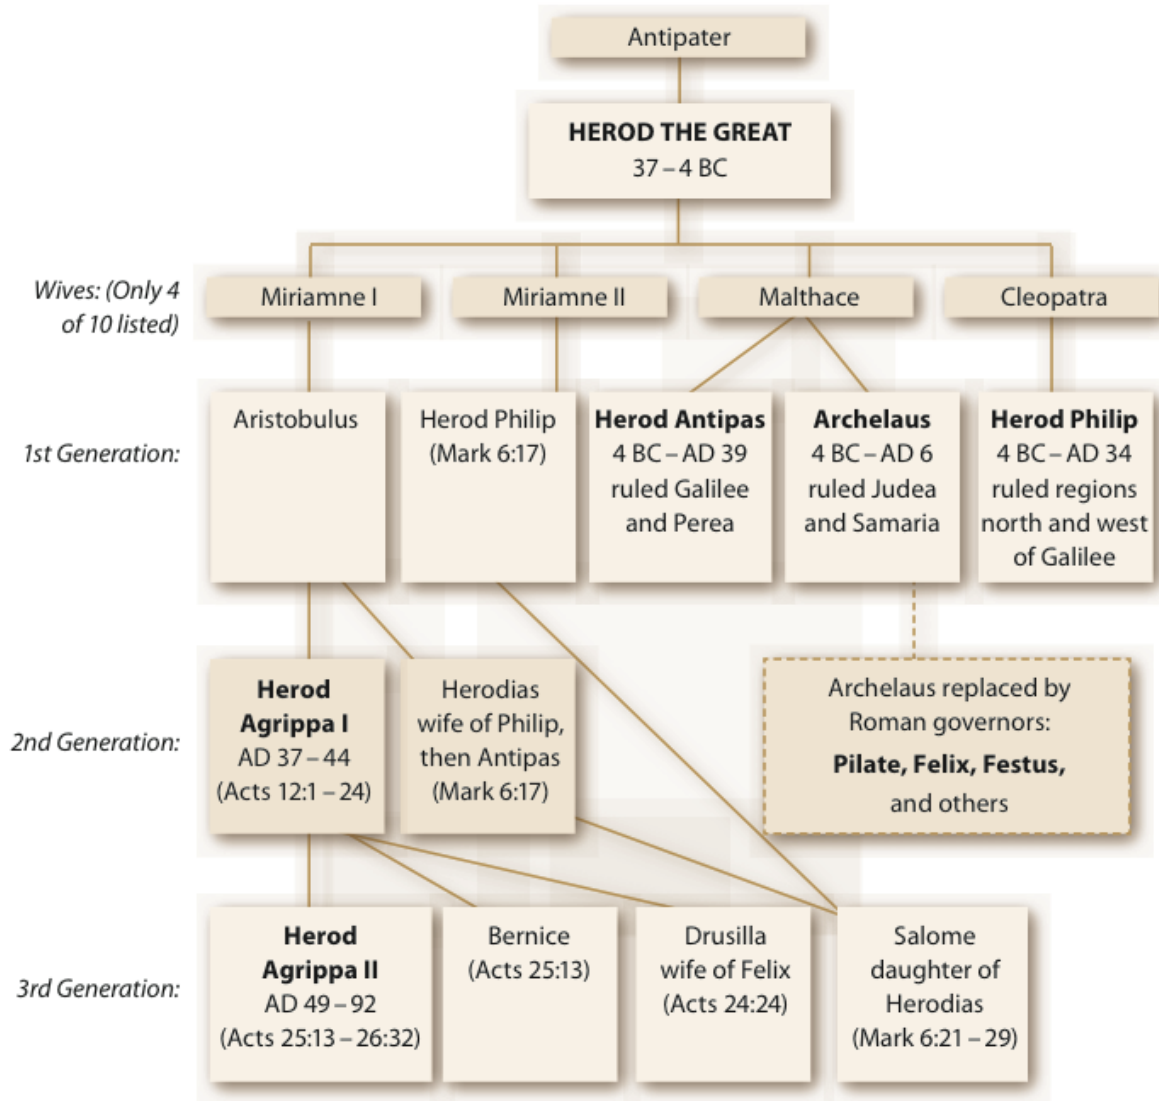 Antipater
HEROD THE GREAT
37 – 4 BC
Wives: (Only 4
of 10 listed)
Miriamne I
Miriamne II
Malthace
Cleopatra
1st Generation:
Aristobulus
Herod Philip
(Mark 6:17)
Herod Antipas
4 BC – AD 39
ruled Galilee
and Perea
Archelaus
4 BC – AD 6
ruled Judea
and Samaria
Herod Philip
4 BC – AD 34
ruled regions
north and west
of Galilee
2nd Generation:
Herod
Agrippa I
AD 37 – 44
(Acts 12:1 – 24)
Herodias
wife of Philip,
then Antipas
(Mark 6:17)
Archelaus replaced by
Roman governors:
Pilate, Felix, Festus,
and others
3rd Generation:
Herod
Agrippa II
AD 49 – 92
(Acts 25:13 – 26:32)
Bernice
(Acts 25:13)
Drusilla
wife of Felix
(Acts 24:24)
Salome
daughter of
Herodias
(Mark 6:21 – 29)